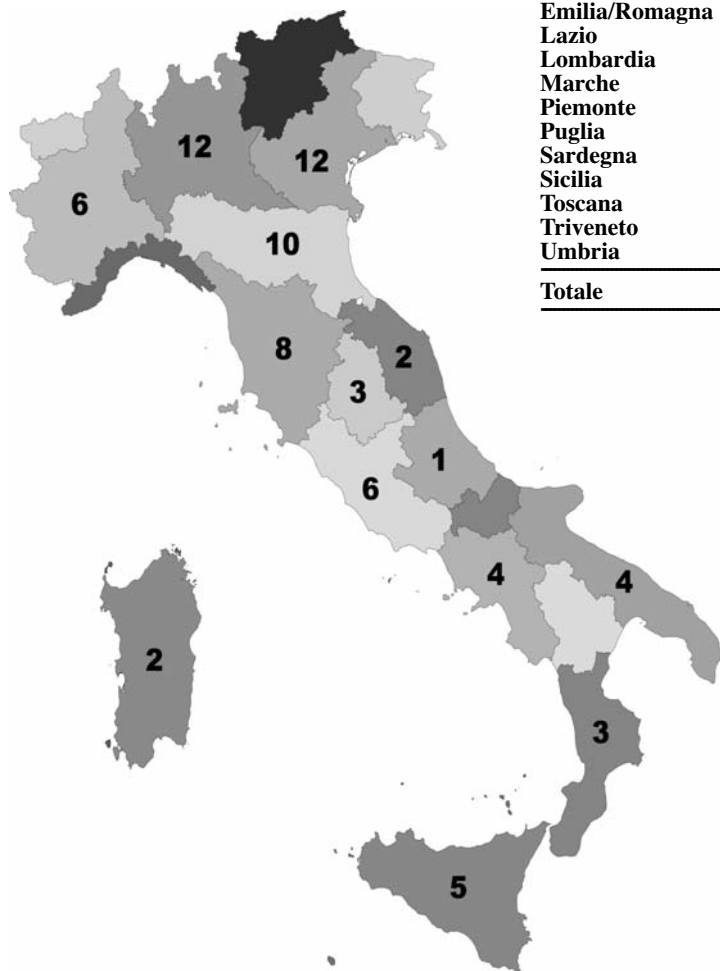 Emilia/Romagna
Lazio
Lombardia
Marche
Piemonte
Puglia
Sardegna
Sicilia
Toscana
Triveneto
Umbria
Totale
12
12
6
10
8
2
3
1
6
4
4
2
3
5